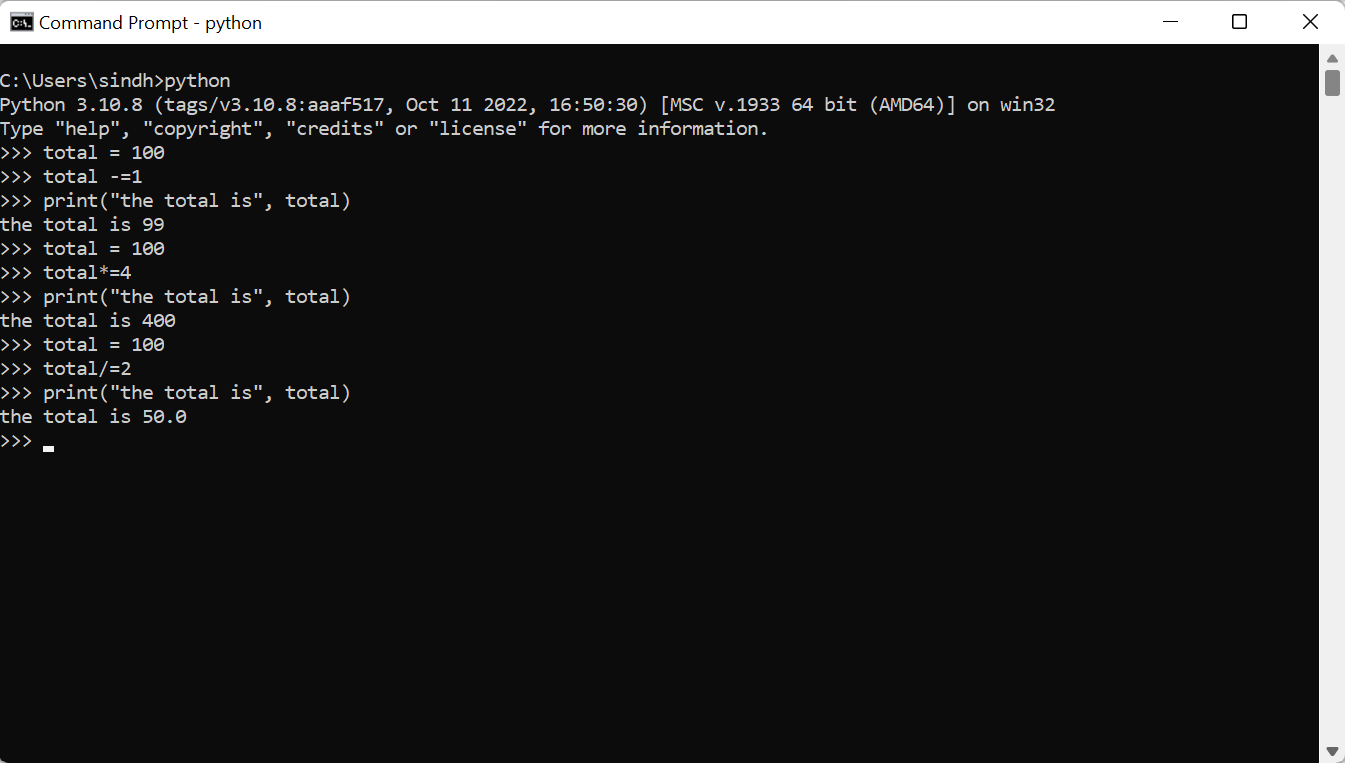 Command Prompt - python
C:\Users\sindh>python
Python 3.10.8 (tags/v3.10.8:aaaf517, Oct 11 2022, 16:50:30) [MSC v.1933 64 bit (AMD64)] on win32
Type "help", "copyright", "credits" or "license" for more information.
>>> total = 100
>>> total -=1
>>> print("the total is", total)
the total is 99
>>> total = 100
>>> total*=4
>>> print("the total is", total)
the total is 400
>>> total = 100
>>> total/=2
>>> print("the total is", total)
the total is 50.0
>>>